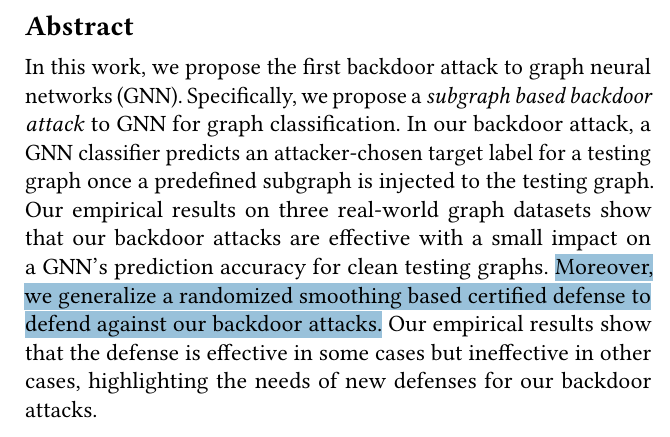 Abstract
In this work, we propose the first backdoor attack to graph neural
networks (GNN). Specifically, we propose a subgraph based backdoor
attack to GNN for graph classification. In our backdoor attack, a
GNN classifier predicts an attacker-chosen target label for a testing
graph once a predefined subgraph is injected to the testing graph.
Our empirical results on three real-world graph datasets show
that our backdoor attacks are effective with a small impact on
a GNN's prediction accuracy for clean testing graphs. Moreover,
we generalize a randomized smoothing based certified defense to
defend against our backdoor attacks. Our empirical results show
that the defense is effective in some cases but ineffective in other
cases, highlighting the needs of new defenses for our backdoor
attacks.